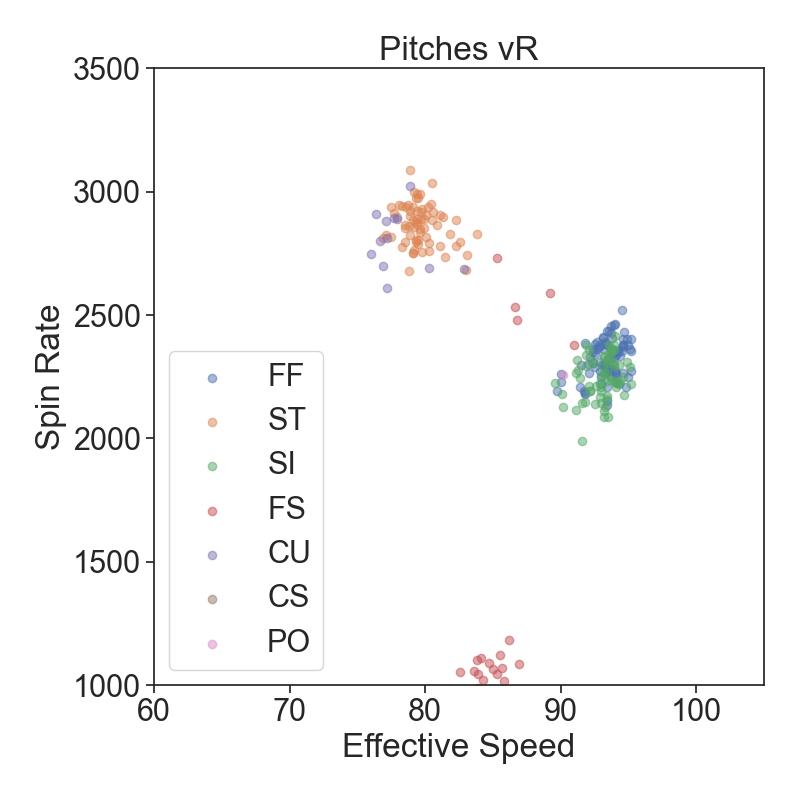 Pitches vR
3500
3000
2500
2000
1500
1000
Spin Rate
FF
ST
SI
FS
CU
CS
PO
60 70 80 90 100
Effective Speed